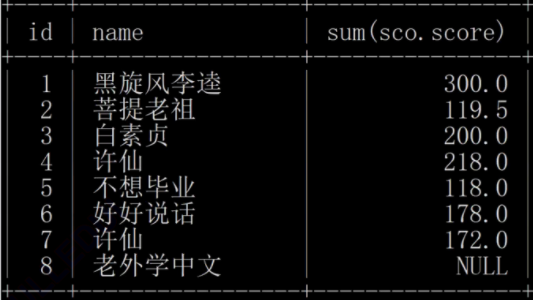 id name sum(sco.score)
1 黑旋风李逵 300.0
2 菩提老祖 119.5
3 白素贞 200.0
4 许仙 218.0
5 不想毕业 118.0
6 好好说话 178.0
7 许仙 172.0
8 老外学中文 NULL